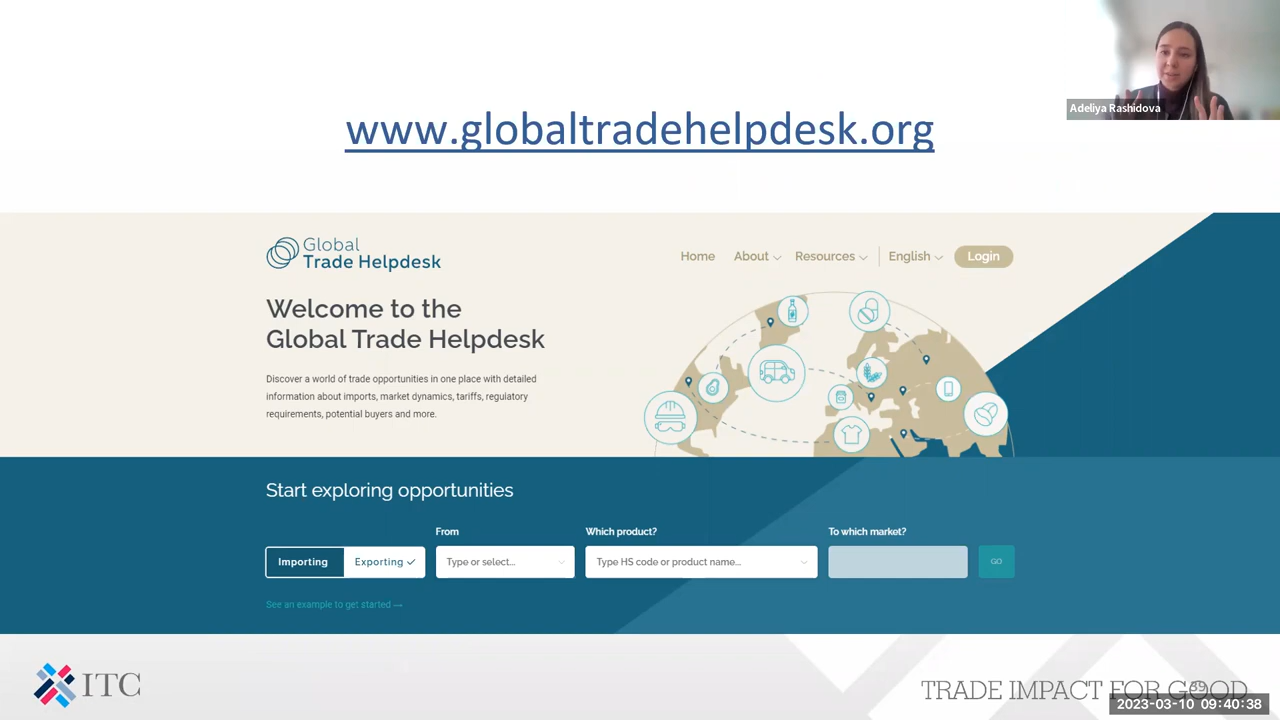 Adeliya Rashidova
www.globaltradehelpdesk.org
Global
Trade Helpdesk
Home About Resources English Login
Welcome to the
Global Trade Helpdesk
Discover a world of trade opportunities in one place with detailed
information about imports, market dynamics, tariffs, regulatory
requirements, potential buyers and more.
Start exploring opportunities
From Which product? To which market?
Importing Exporting Type or select... Type HS code or product name... GO
See an example to get started
ITC
TRADE IMPACT FOR GOOD
2023-03-10 09:40:38